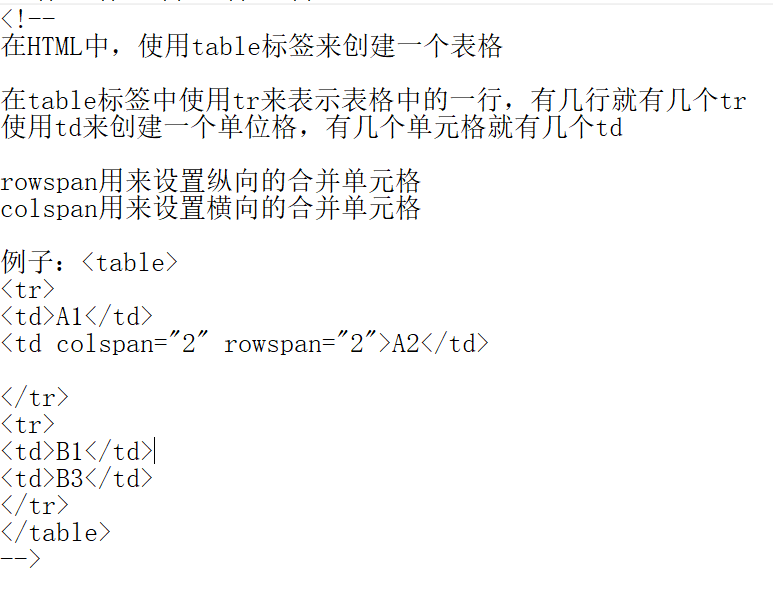 <!--
在HTML中，使用table标签来创建一个表格
在table标签中使用tr来表示表格中的一行，有几行就有几个tr
使用td来创建一个单位格，有几个单元格就有几个td
rowspan用来设置纵向的合并单元格
colspan用来设置横向的合并单元格
例子：<table>
<tr>
<td>A1</td>
<td colspan="2" rowspan="2">A2</td>
</tr>
<tr>
<td>B1</td>
<td>B3</td>
</tr>
</table>
-->